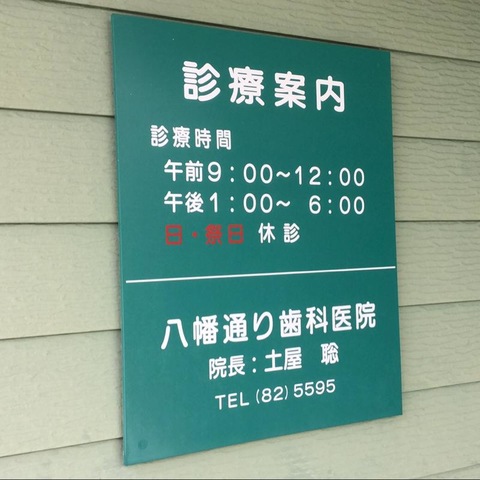 診療案内
診療時間
午前9:00〜12:00
午後1:00〜 6:00
日・祭日 休診
八幡通り歯科医院
院長:土屋 聡
TEL (82) 5595